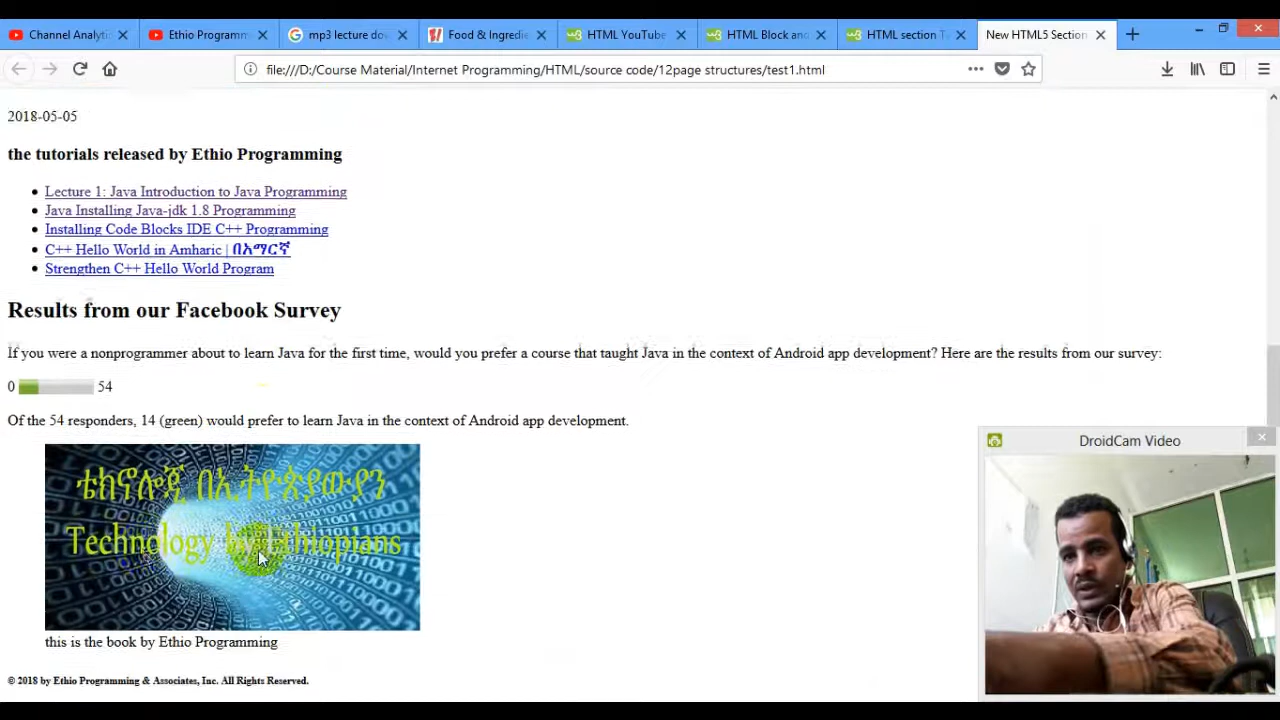 Channel Analytic
Ethio Programm
mp3 lecture do
Food & Ingredie
HTML YouTube
HTML Block an
HTML section T
New HTML5 Section
file:///D:/Course Material/Internet Programming/HTML/source code/12page structures/test1.html
2018-05-05
the tutorials released by Ethio Programming
Lecture 1: Java Introduction to Java Programming
Java Installing Java-jdk 1.8 Programming
Installing Code Blocks IDE C++ Programming
C++ Hello World in Amharic | በአማርኛ
Strengthen C++ Hello World Program
Results from our Facebook Survey
If you were a nonprogrammer about to learn Java for the first time, would you prefer a course that taught Java in the context of Android app development? Here are the results from our survey:
0 54
Of the 54 responders, 14 (green) would prefer to learn Java in the context of Android app development.
ቴክኖሎጂ በኢትዮጵያውያን
Technology by Ethiopians
this is the book by Ethio Programming
© 2018 by Ethio Programming & Associates, Inc. All Rights Reserved.
DroidCam Video